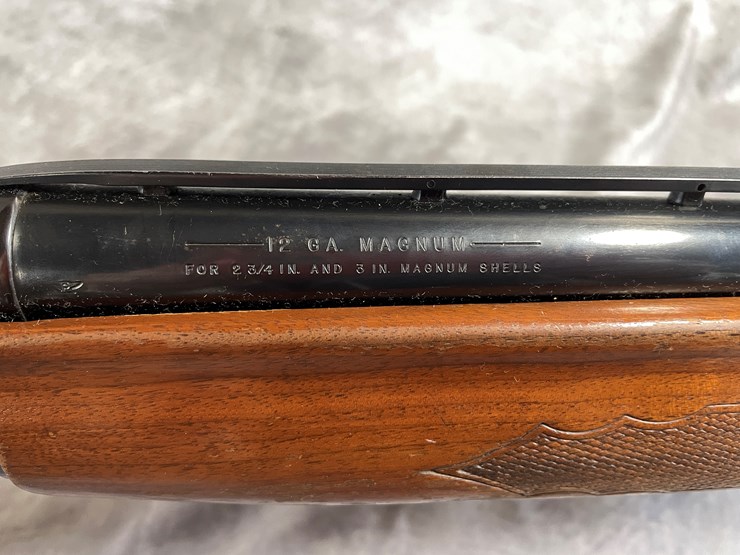 12 GA. MAGNUM
FOR 2 3/4 IN. AND 3 IN. MAGNUM SHELLS